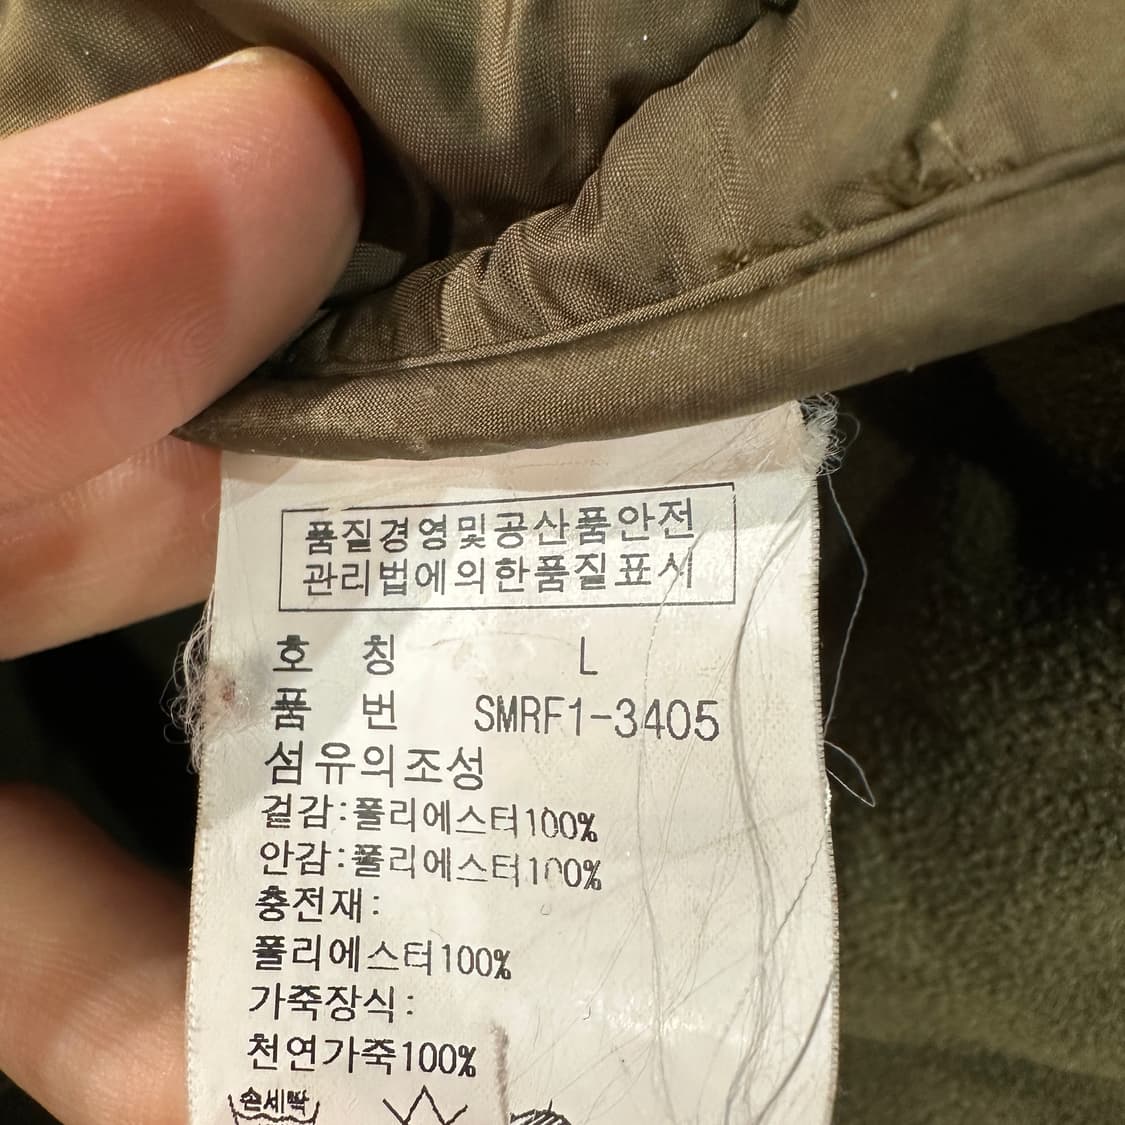 품질경영및공산품안전
관리법에의한품질표시
호 칭 L
품 번 SMRF1-3405
섬유의조성
겉감:폴리에스터100%
안감:폴리에스터100%
충전재:
폴리에스터100%
가죽장식:
천연가죽100%
손세탁